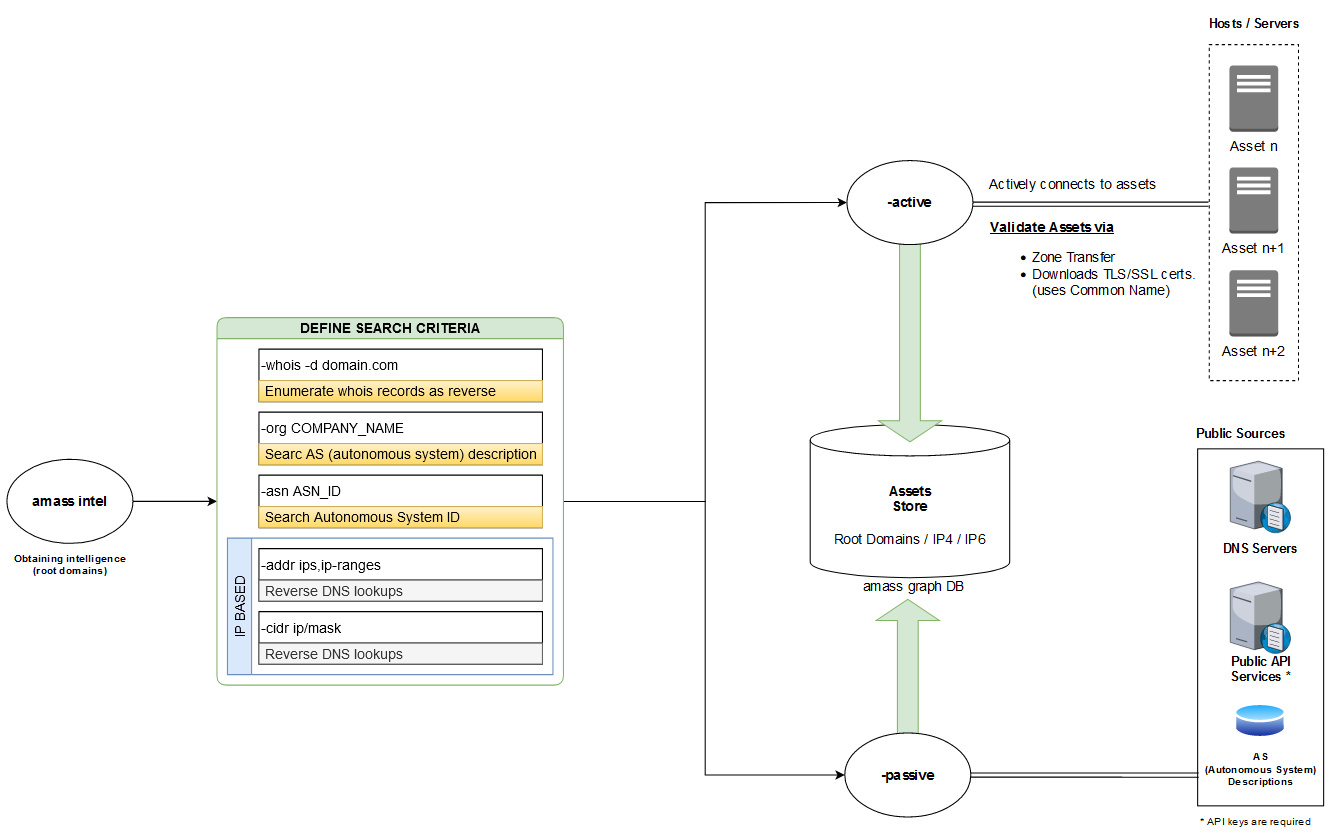 Hosts / Servers
Asset n
Asset n+1
Asset n+2
-active
Actively connects to assets
Validate Assets via
• Zone Transfer
• Downloads TLS/SSL certs.
(uses Common Name)
DEFINE SEARCH CRITERIA
-whois -d domain.com
Enumerate whois records as reverse
-org COMPANY_NAME
Searc AS (autonomous system) description
-asn ASN_ID
Search Autonomous System ID
IP BASED
-addr ips,ip-ranges
Reverse DNS lookups
-cidr ip/mask
Reverse DNS lookups
amass intel
Obtaining intelligence
(root domains)
Assets
Store
Root Domains / IP4 / IP6
amass graph DB
-passive
Public Sources
DNS Servers
Public API
Services *
AS
(Autonomous System)
Descriptions
* API keys are required